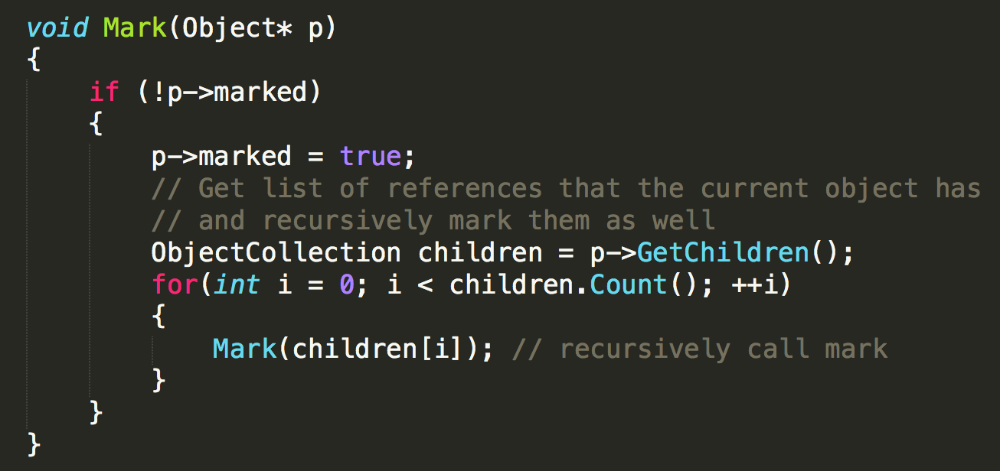 void Mark(Object* p)
{
    if (!p->marked)
    {
        p->marked = true;
        // Get list of references that the current object has
        // and recursively mark them as well
        ObjectCollection children = p->GetChildren();
        for(int i = 0; i < children.Count(); ++i)
        {
            Mark(children[i]); // recursively call mark
        }
    }
}